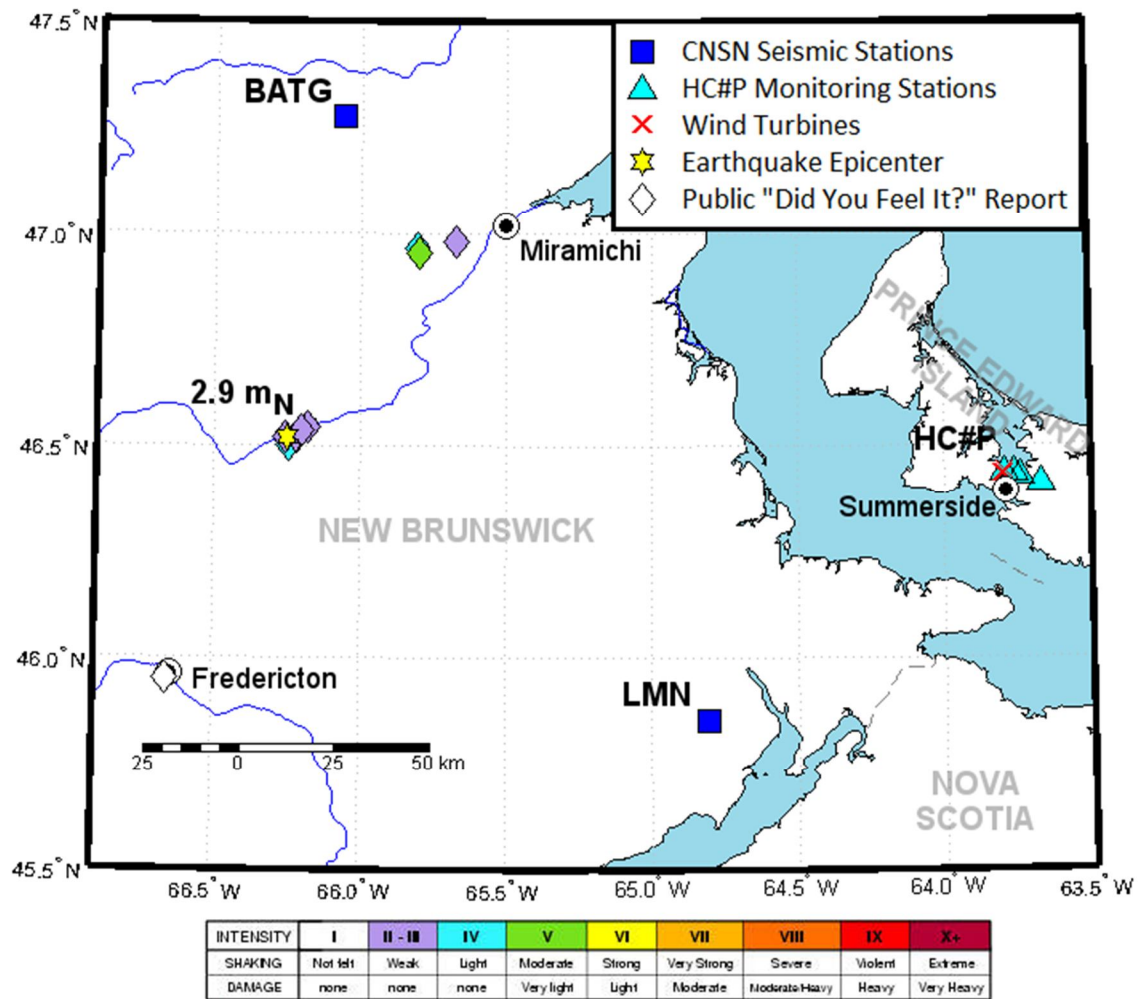 47.5°N
47.0°N
46.5°N
46.0°N
45.5°N
66.5°W
66.0°W
65.5°W
65.0°W
64.5°W
64.0°W
63.5°W
CNSN Seismic Stations
HC#P Monitoring Stations
Wind Turbines
Earthquake Epicenter
Public "Did You Feel It?" Report
BATG
Miramichi
PRINCE EDWARD
ISLAND
2.9 mN
HC#P
Summerside
NEW BRUNSWICK
Fredericton
LMN
25 0 25 50 km
NOVA
SCOTIA
INTENSITY I II - III IV V VI VII VIII IX X+
SHAKING Not felt Weak Light Moderate Strong Very Strong Severe Violent Extreme
DAMAGE none none none Very light Light Moderate Moderate/Heavy Heavy Very Heavy